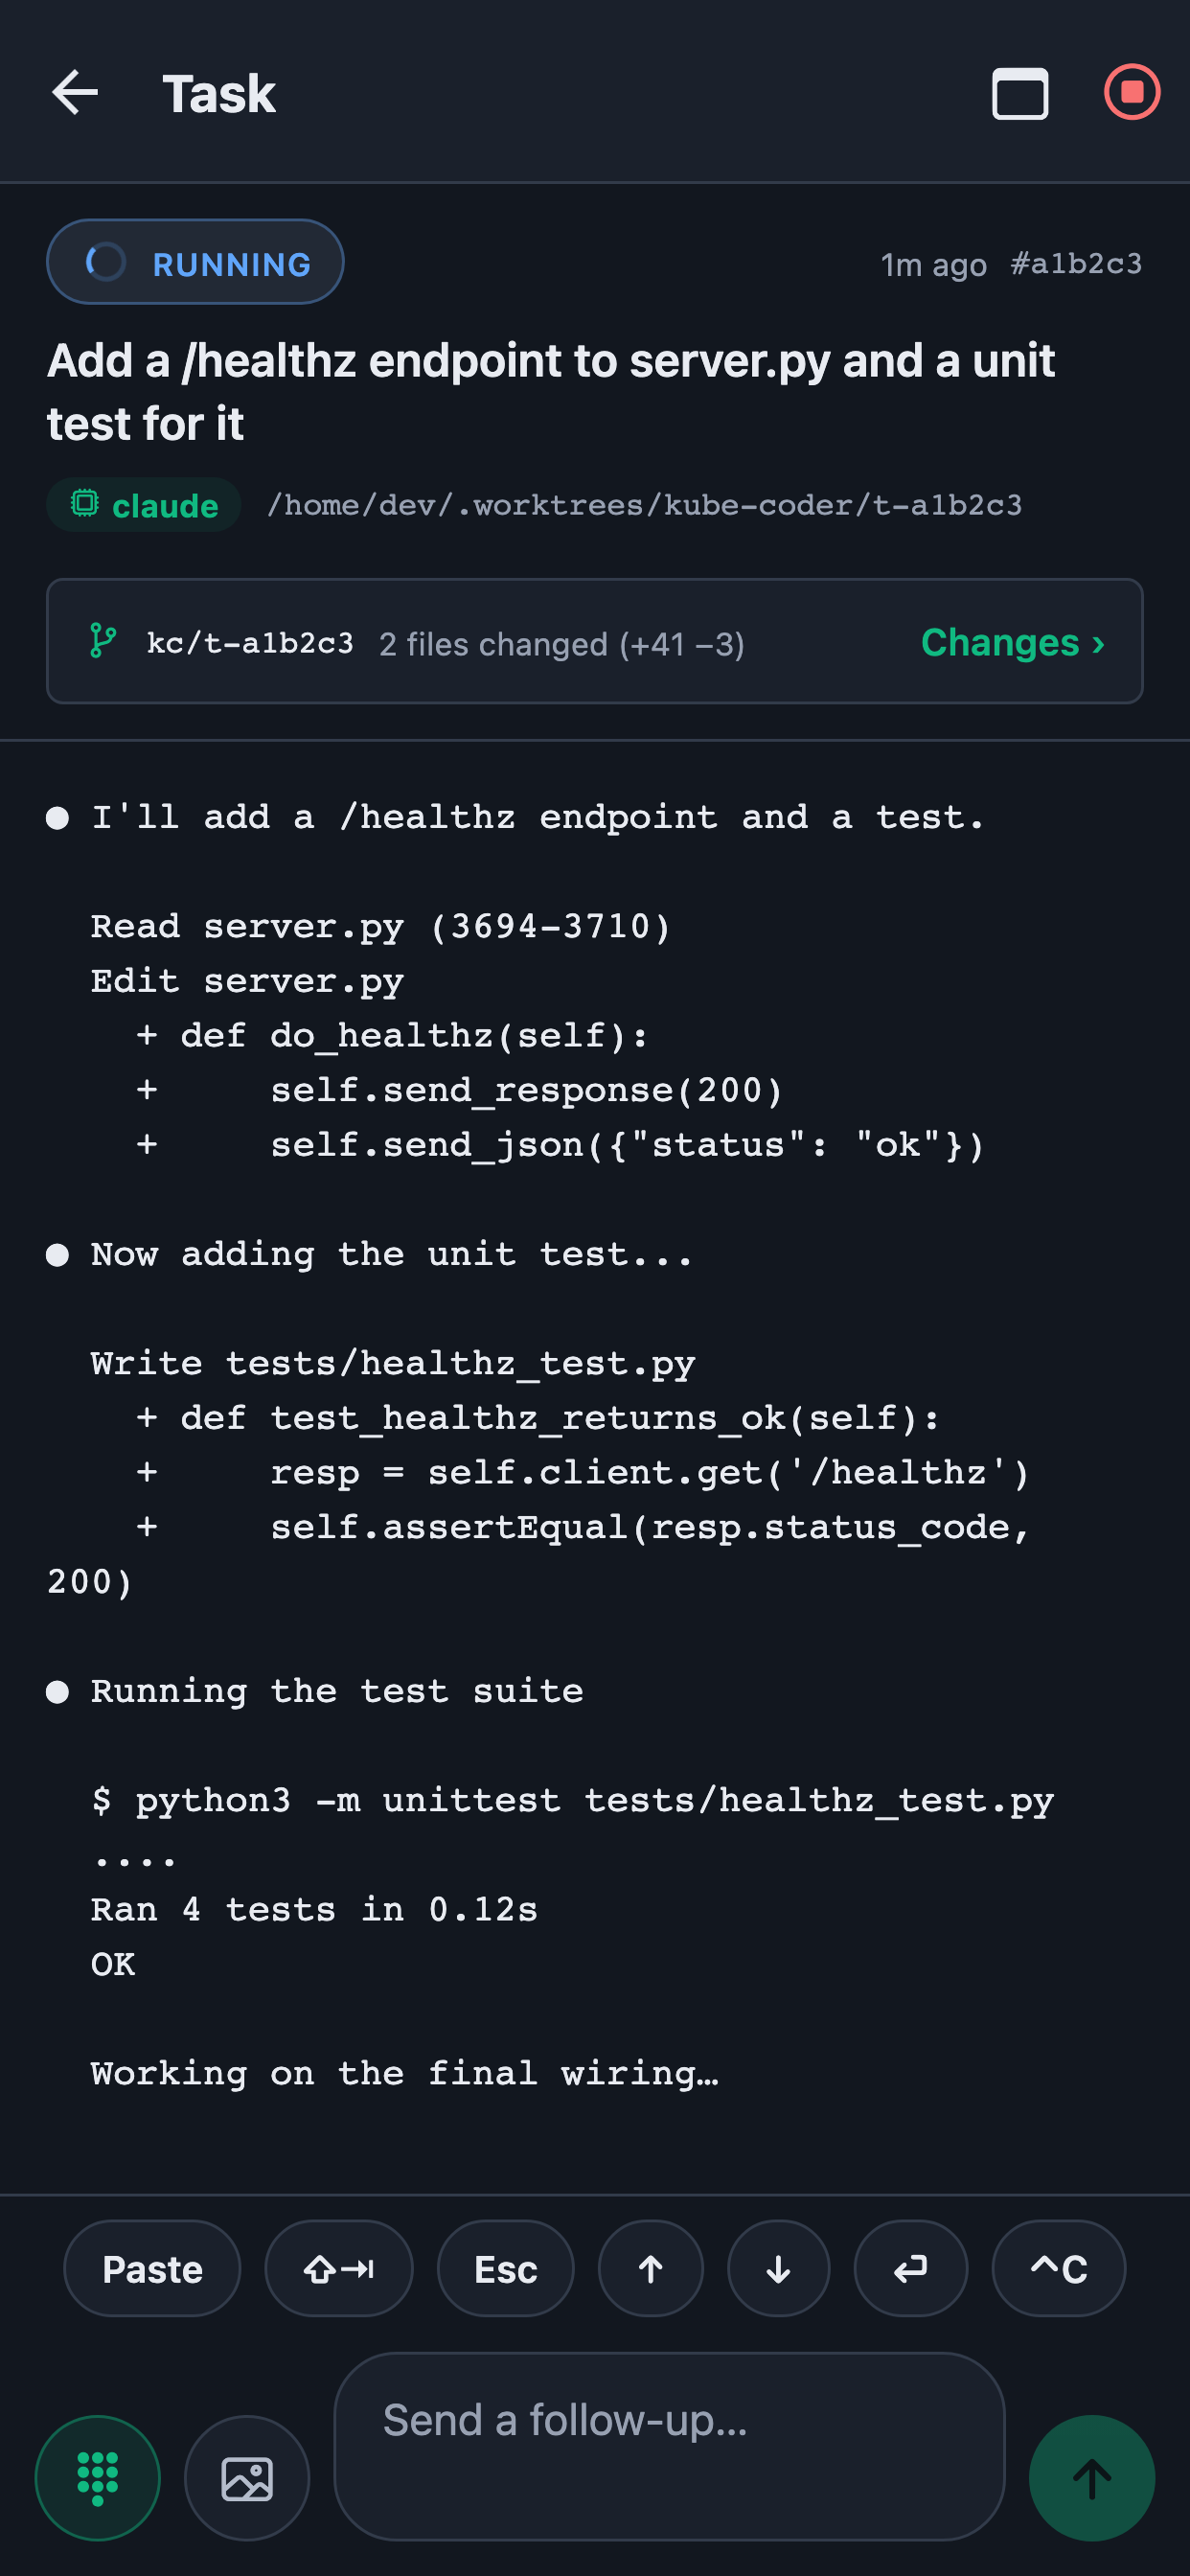 Task
RUNNING
1m ago #a1b2c3
Add a /healthz endpoint to server.py and a unit
test for it
claude /home/dev/.worktrees/kube-coder/t-a1b2c3
kc/t-a1b2c3 2 files changed (+41 −3) Changes ›
● I'll add a /healthz endpoint and a test.
Read server.py (3694-3710)
Edit server.py
+ def do_healthz(self):
+     self.send_response(200)
+     self.send_json({"status": "ok"})
● Now adding the unit test...
Write tests/healthz_test.py
+ def test_healthz_returns_ok(self):
+     resp = self.client.get('/healthz')
+     self.assertEqual(resp.status_code,
200)
● Running the test suite
$ python3 -m unittest tests/healthz_test.py
....
Ran 4 tests in 0.12s
OK
Working on the final wiring…
Paste ⇧⇥ Esc ↑ ↓ ⏎ ^C
Send a follow-up...